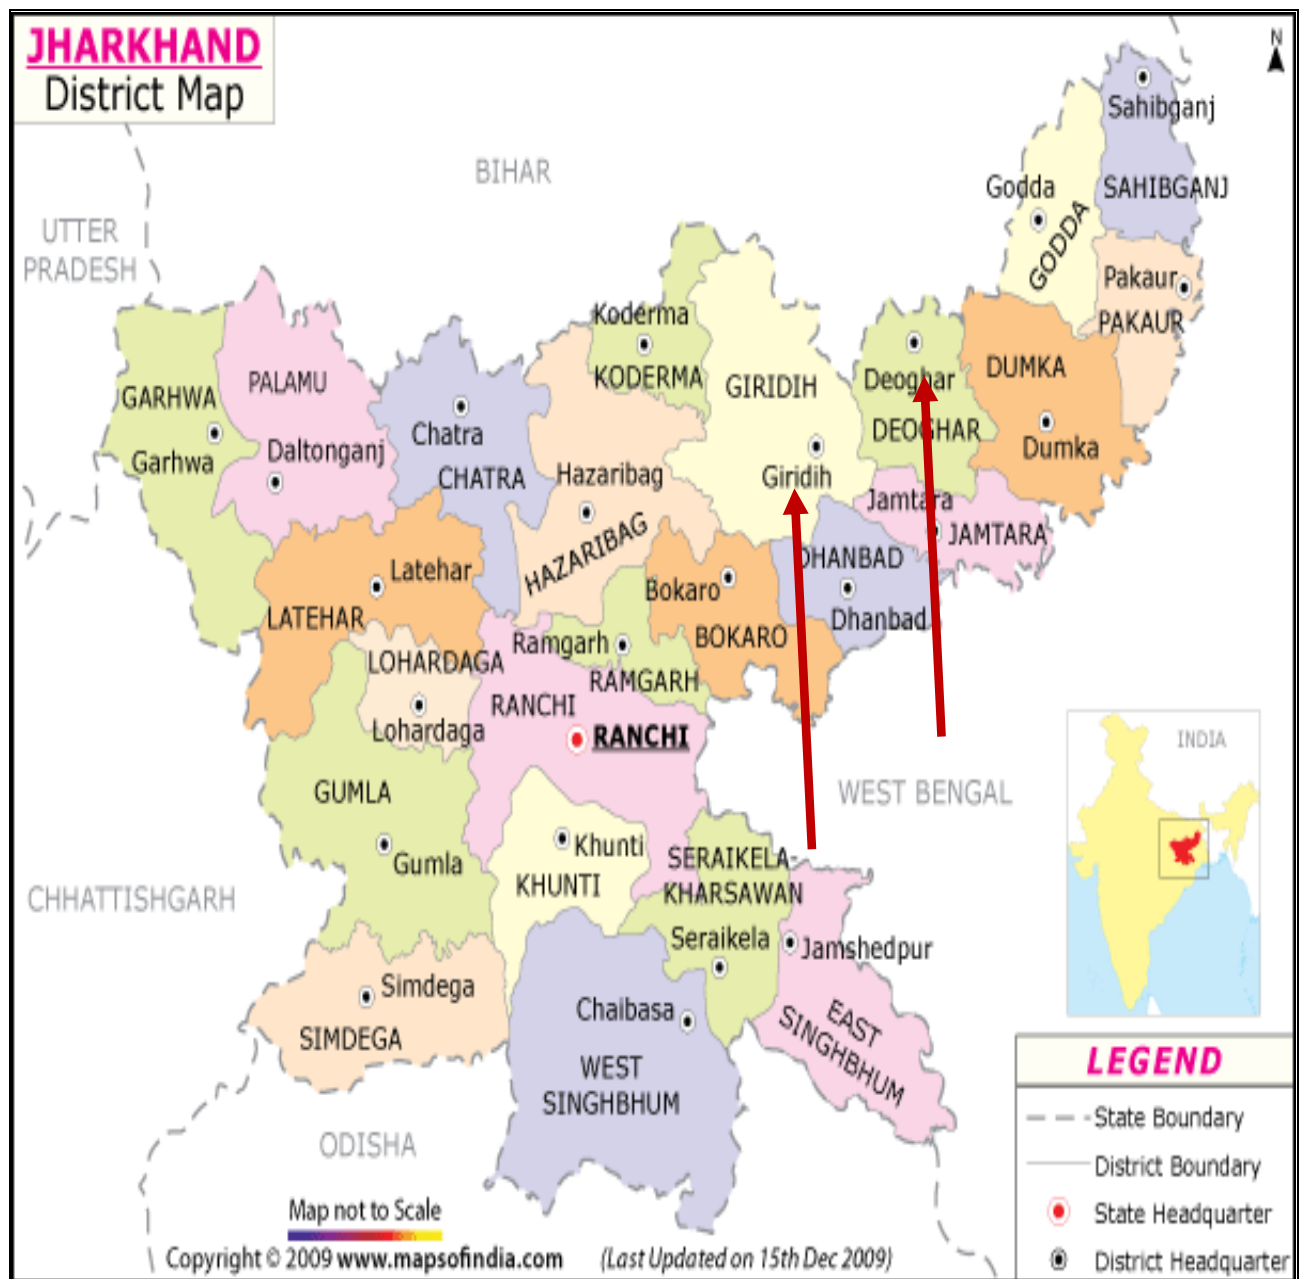 JHARKHAND
District Map
N
BIHAR
UTTER
PRADESH
Sahibganj
SAHIBGANJ
Godda
GODDA
Pakaur
PAKAUR
Koderma
KODERMA
GIRIDIH
Giridih
Deoghar
DEOGHAR
DUMKA
Dumka
GARHWA
Garhwa
PALAMU
Daltonganj
Chatra
CHATRA
Hazaribag
HAZARIBAG
Jamtara
JAMTARA
DHANBAD
Dhanbad
Latehar
LATEHAR
Bokaro
BOKARO
Ramgarh
RAMGARH
LOHARDAGA
Lohardaga
RANCHI
RANCHI
WEST BENGAL
INDIA
GUMLA
Gumla
Khunti
KHUNTI
SERAIKELA-
KHARSAWAN
Seraikela
Jamshedpur
CHHATTISHGARH
Simdega
SIMDEGA
Chaibasa
WEST
SINGHBHUM
EAST
SINGHBHUM
ODISHA
LEGEND
State Boundary
District Boundary
State Headquarter
District Headquarter
Map not to Scale
Copyright © 2009 www.mapsofindia.com (Last Updated on 15th Dec 2009)